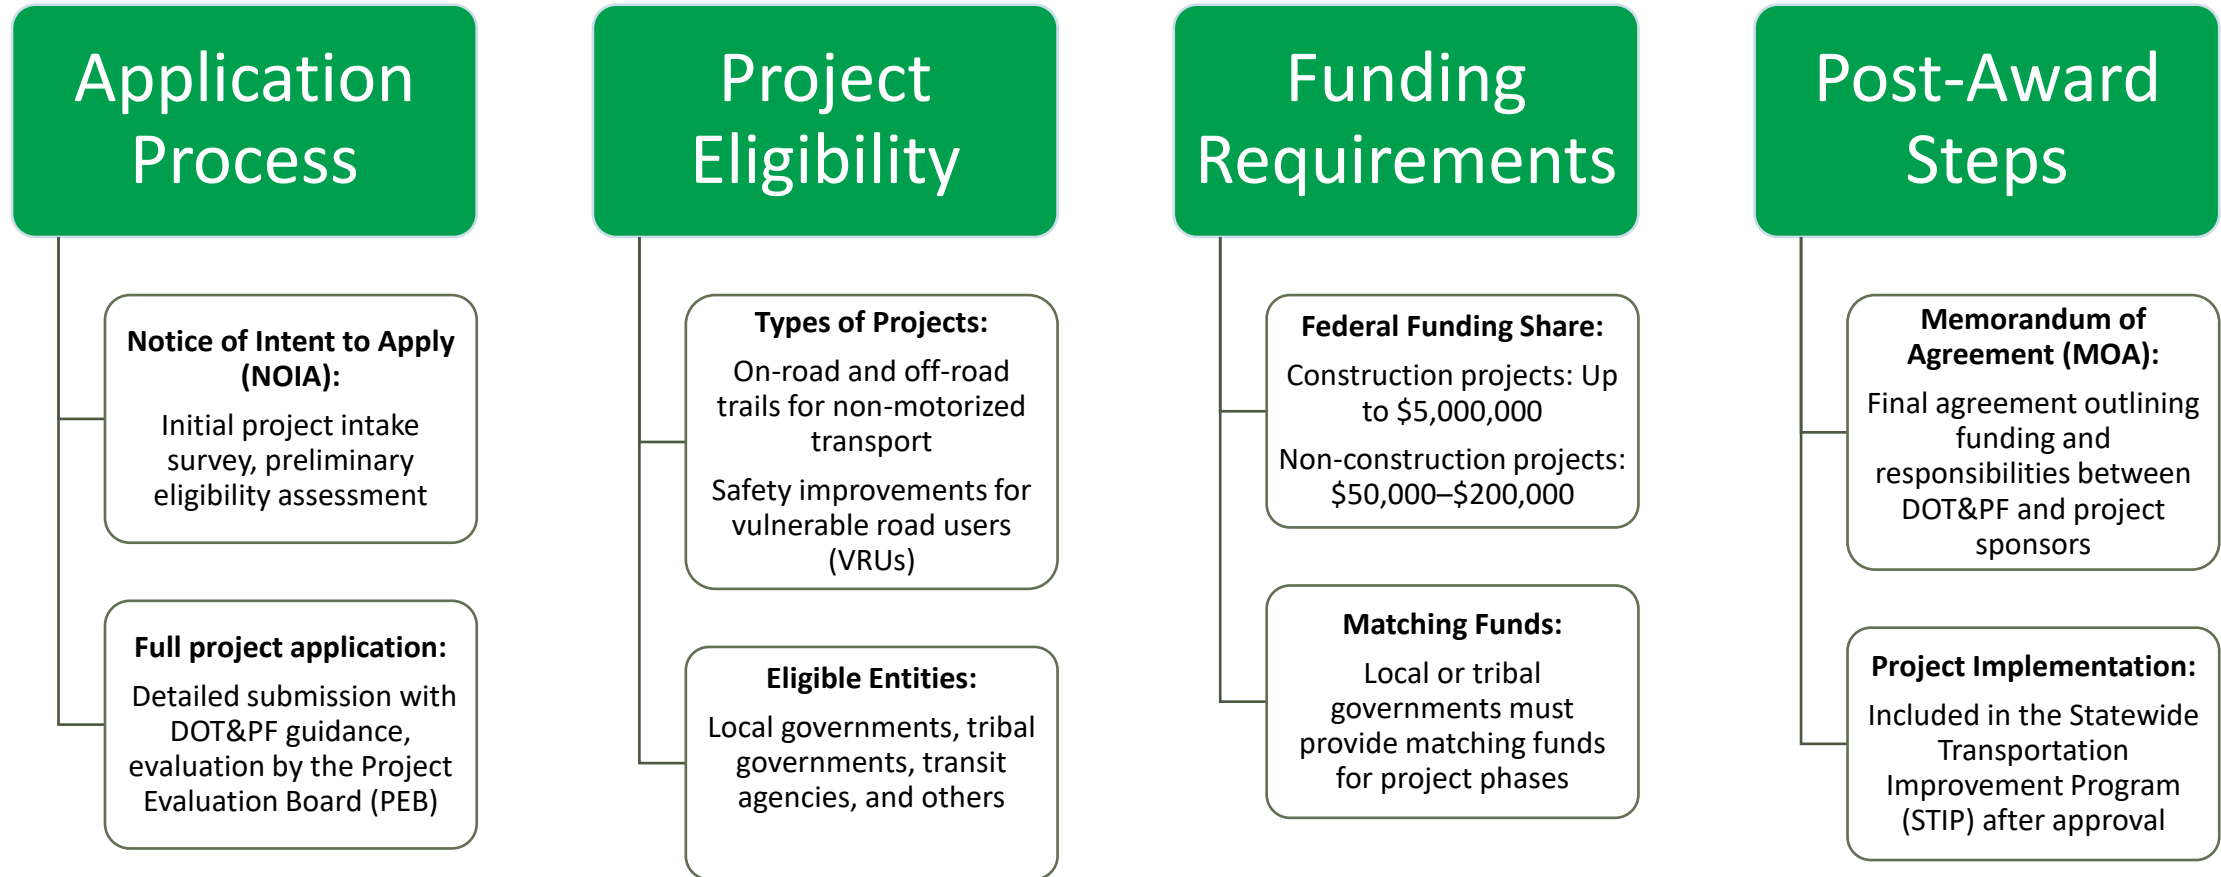 Application
Process
Notice of Intent to Apply
(NOIA):
Initial project intake
survey, preliminary
eligibility assessment
Full project application:
Detailed submission with
DOT&PF guidance,
evaluation by the Project
Evaluation Board (PEB)
Project
Eligibility
Types of Projects:
On-road and off-road
trails for non-motorized
transport
Safety improvements for
vulnerable road users
(VRUs)
Eligible Entities:
Local governments, tribal
governments, transit
agencies, and others
Funding
Requirements
Federal Funding Share:
Construction projects: Up
to $5,000,000
Non-construction projects:
$50,000–$200,000
Matching Funds:
Local or tribal
governments must
provide matching funds
for project phases
Post-Award
Steps
Memorandum of
Agreement (MOA):
Final agreement outlining
funding and
responsibilities between
DOT&PF and project
sponsors
Project Implementation:
Included in the Statewide
Transportation
Improvement Program
(STIP) after approval